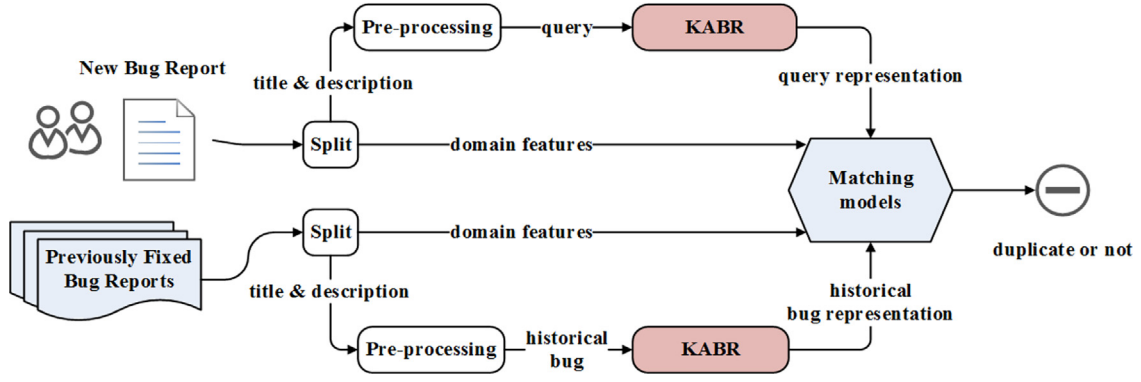 Pre-processing
query
KABR
New Bug Report
title & description
query representation
Split
domain features
Matching
models
Previously Fixed
Bug Reports
Split
domain features
duplicate or not
title & description
historical
bug representation
Pre-processing
historical
bug
KABR